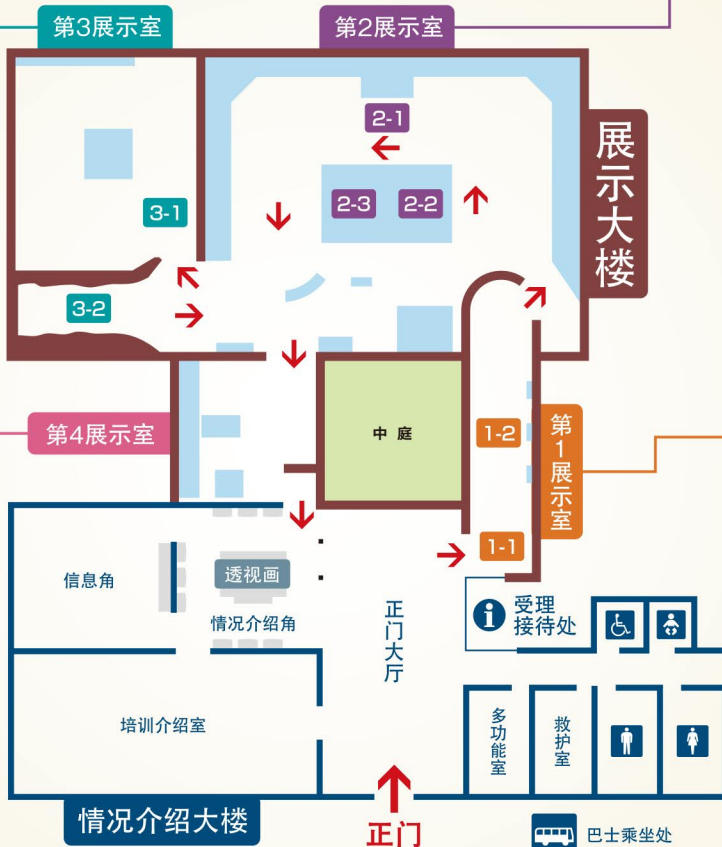 第3展示室
第2展示室
2-1
展示大楼
2-3
2-2
3-1
3-2
第4展示室
中庭
1-2
第1展示室
1-1
信息角
透视画
情况介绍角
正门大厅
受理
接待处
培训介绍室
多功能室
救护室
情况介绍大楼
正门
巴士乘坐处